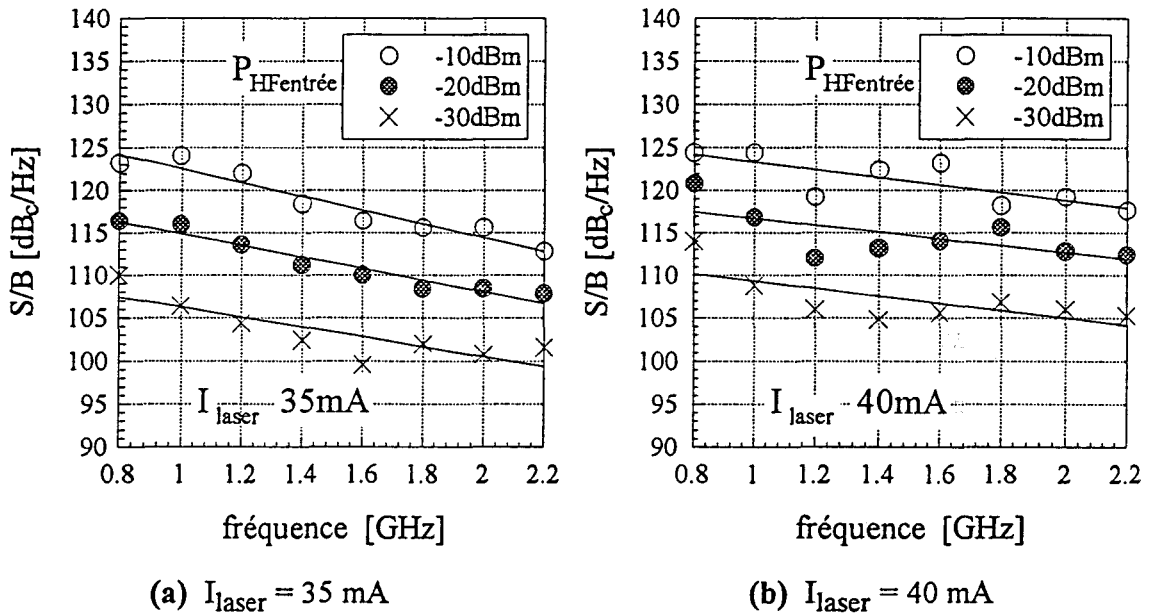 140
135
130
125
120
115
110
105
100
95
90
S/B [dBc/Hz]
P HFentrée
-10dBm
-20dBm
-30dBm
I laser 35mA
0.8 1 1.2 1.4 1.6 1.8 2 2.2
fréquence [GHz]
(a) I laser = 35 mA
140
135
130
125
120
115
110
105
100
95
90
S/B [dBc/Hz]
P HFentrée
-10dBm
-20dBm
-30dBm
I laser 40mA
0.8 1 1.2 1.4 1.6 1.8 2 2.2
fréquence [GHz]
(b) I laser = 40 mA